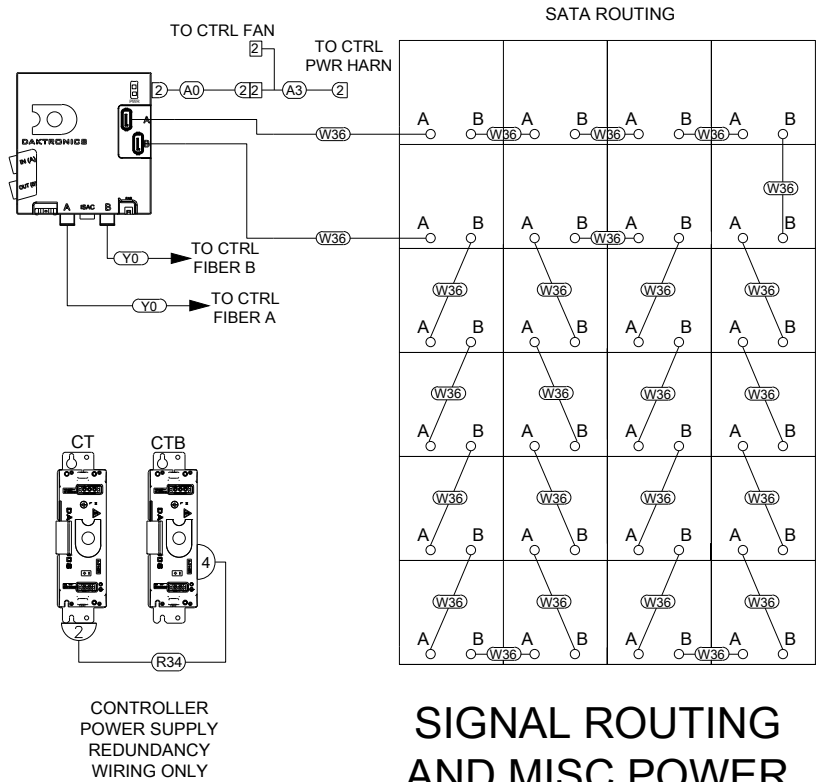 SATA ROUTING
TO CTRL FAN
2
TO CTRL
PWR HARN
2 A0 2 2 A3 2
A
B
DAKTRONICS
IN (A)
A ISAC B
W36
W36
Y0 TO CTRL
FIBER B
Y0 TO CTRL
FIBER A
A B W36 A B W36 A B W36 A B
W36
A B A B W36 A B A B
W36 W36 W36 W36
A B A B A B A B
W36 W36 W36 W36
A B A B A B A B
W36 W36 W36 W36
A B A B A B A B
W36 W36 W36 W36
A B W36 A B A B W36 A B
CT CTB
4
2
R34
CONTROLLER
POWER SUPPLY
REDUNDANCY
WIRING ONLY
SIGNAL ROUTING
AND MISC POWER